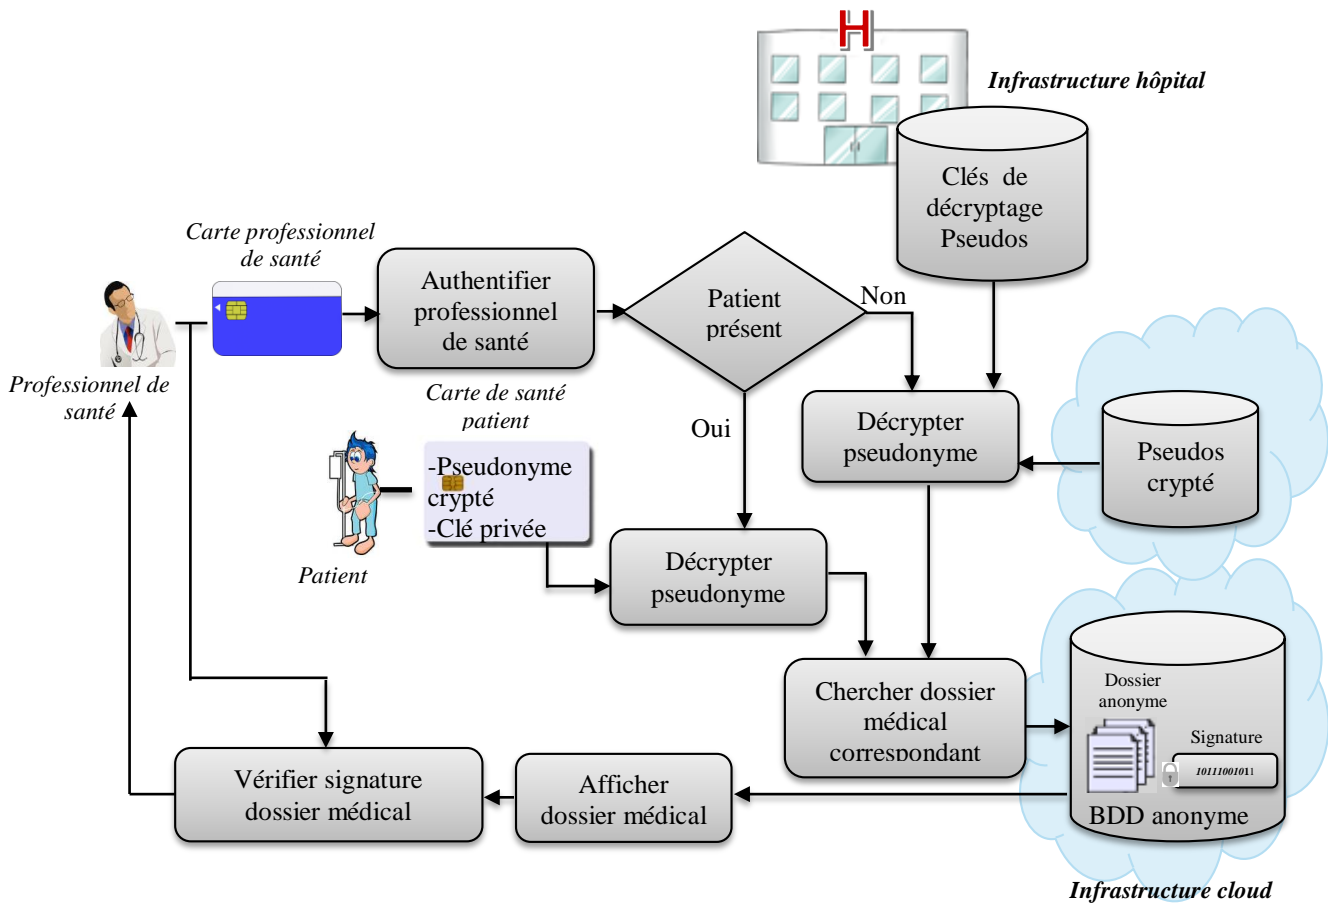 H
Infrastructure hôpital
Clés de
décryptage
Pseudos
Carte professionnel
de santé
Authentifier
professionnel
de santé
Patient
présent
Non
Professionnel de
santé
Carte de santé
patient
Oui
Décrypter
pseudonyme
Pseudos
crypté
-Pseudonyme
crypté
-Clé privée
Patient
Décrypter
pseudonyme
Chercher dossier
médical
correspondant
Dossier
anonyme
Signature
10111001011
BDD anonyme
Vérifier signature
dossier médical
Afficher
dossier médical
Infrastructure cloud